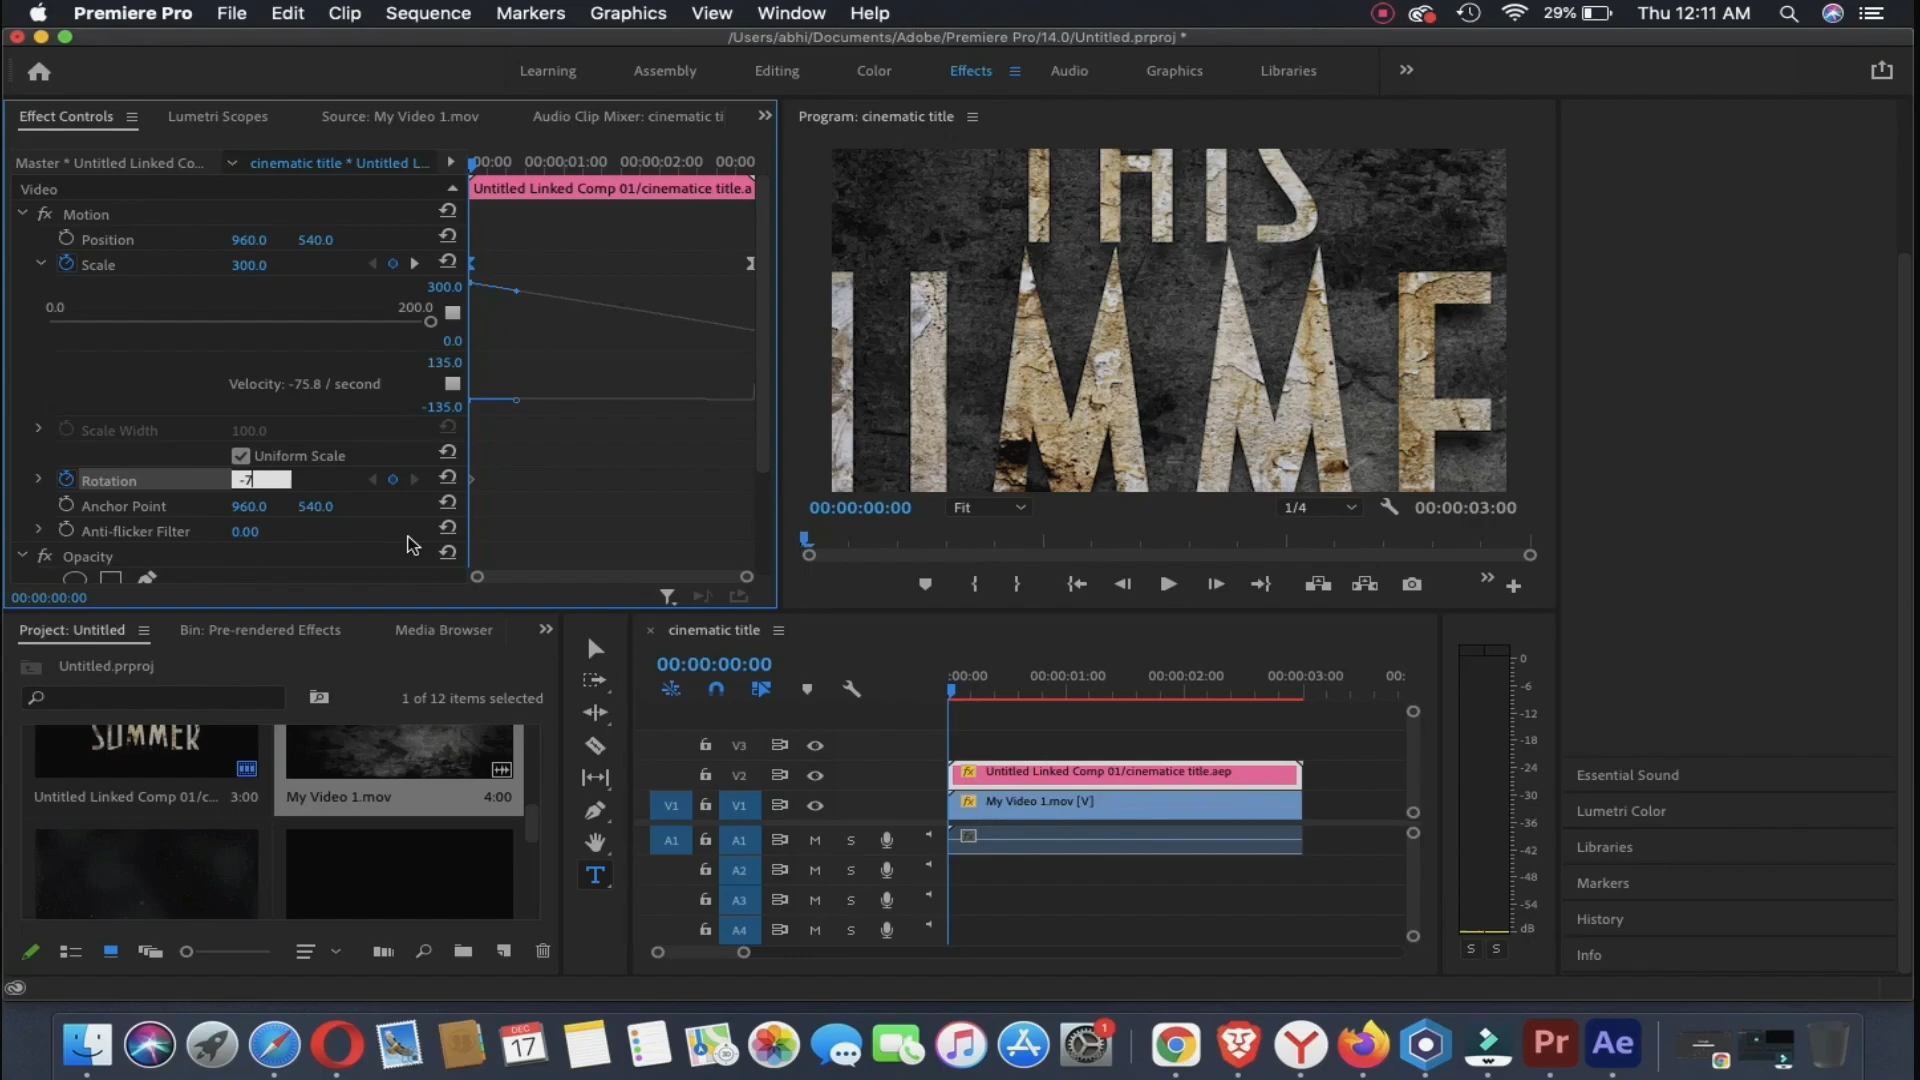 Premiere Pro File Edit Clip Sequence Markers Graphics View Window Help 29% Thu 12:11 AM
/Users/abhi/Documents/Adobe/Premiere Pro/14.0/Untitled.prproj *
Learning Assembly Editing Color Effects Audio Graphics Libraries
Effect Controls Lumetri Scopes Source: My Video 1.mov Audio Clip Mixer: cinematic ti
Program: cinematic title
Master * Untitled Linked Co... cinematic title * Untitled L... 00:00 00:00:01:00 00:00:02:00 00:00
Video
Untitled Linked Comp 01/cinematice title.a
fx Motion
Position 960.0 540.0
Scale 300.0
300.0
0.0 200.0
0.0
135.0
Velocity: -75.8 / second
-135.0
Scale Width 100.0
Uniform Scale
Rotation -7
Anchor Point 960.0 540.0
Anti-flicker Filter 0.00
fx Opacity
00:00:00:00
THIS
UMME
00:00:00:00 Fit 1/4 00:00:03:00
Project: Untitled Bin: Pre-rendered Effects Media Browser
Untitled.prproj
1 of 12 items selected
SUMMER
Untitled Linked Comp 01/c... 3:00
My Video 1.mov 4:00
cinematic title
00:00:00:00
:00:00 00:00:01:00 00:00:02:00 00:00:03:00 00:
V3
V2
fx Untitled Linked Comp 01/cinematice title.aep
V1 V1
fx My Video 1.mov [V]
A1 A1 M S
fx
A2 M S
A3 M S
A4 M S
0
-6
-12
-18
-24
-30
-36
-42
-48
-54
dB
S S
Essential Sound
Lumetri Color
Libraries
Markers
History
Info
DEC
17
1
Pr
Ae